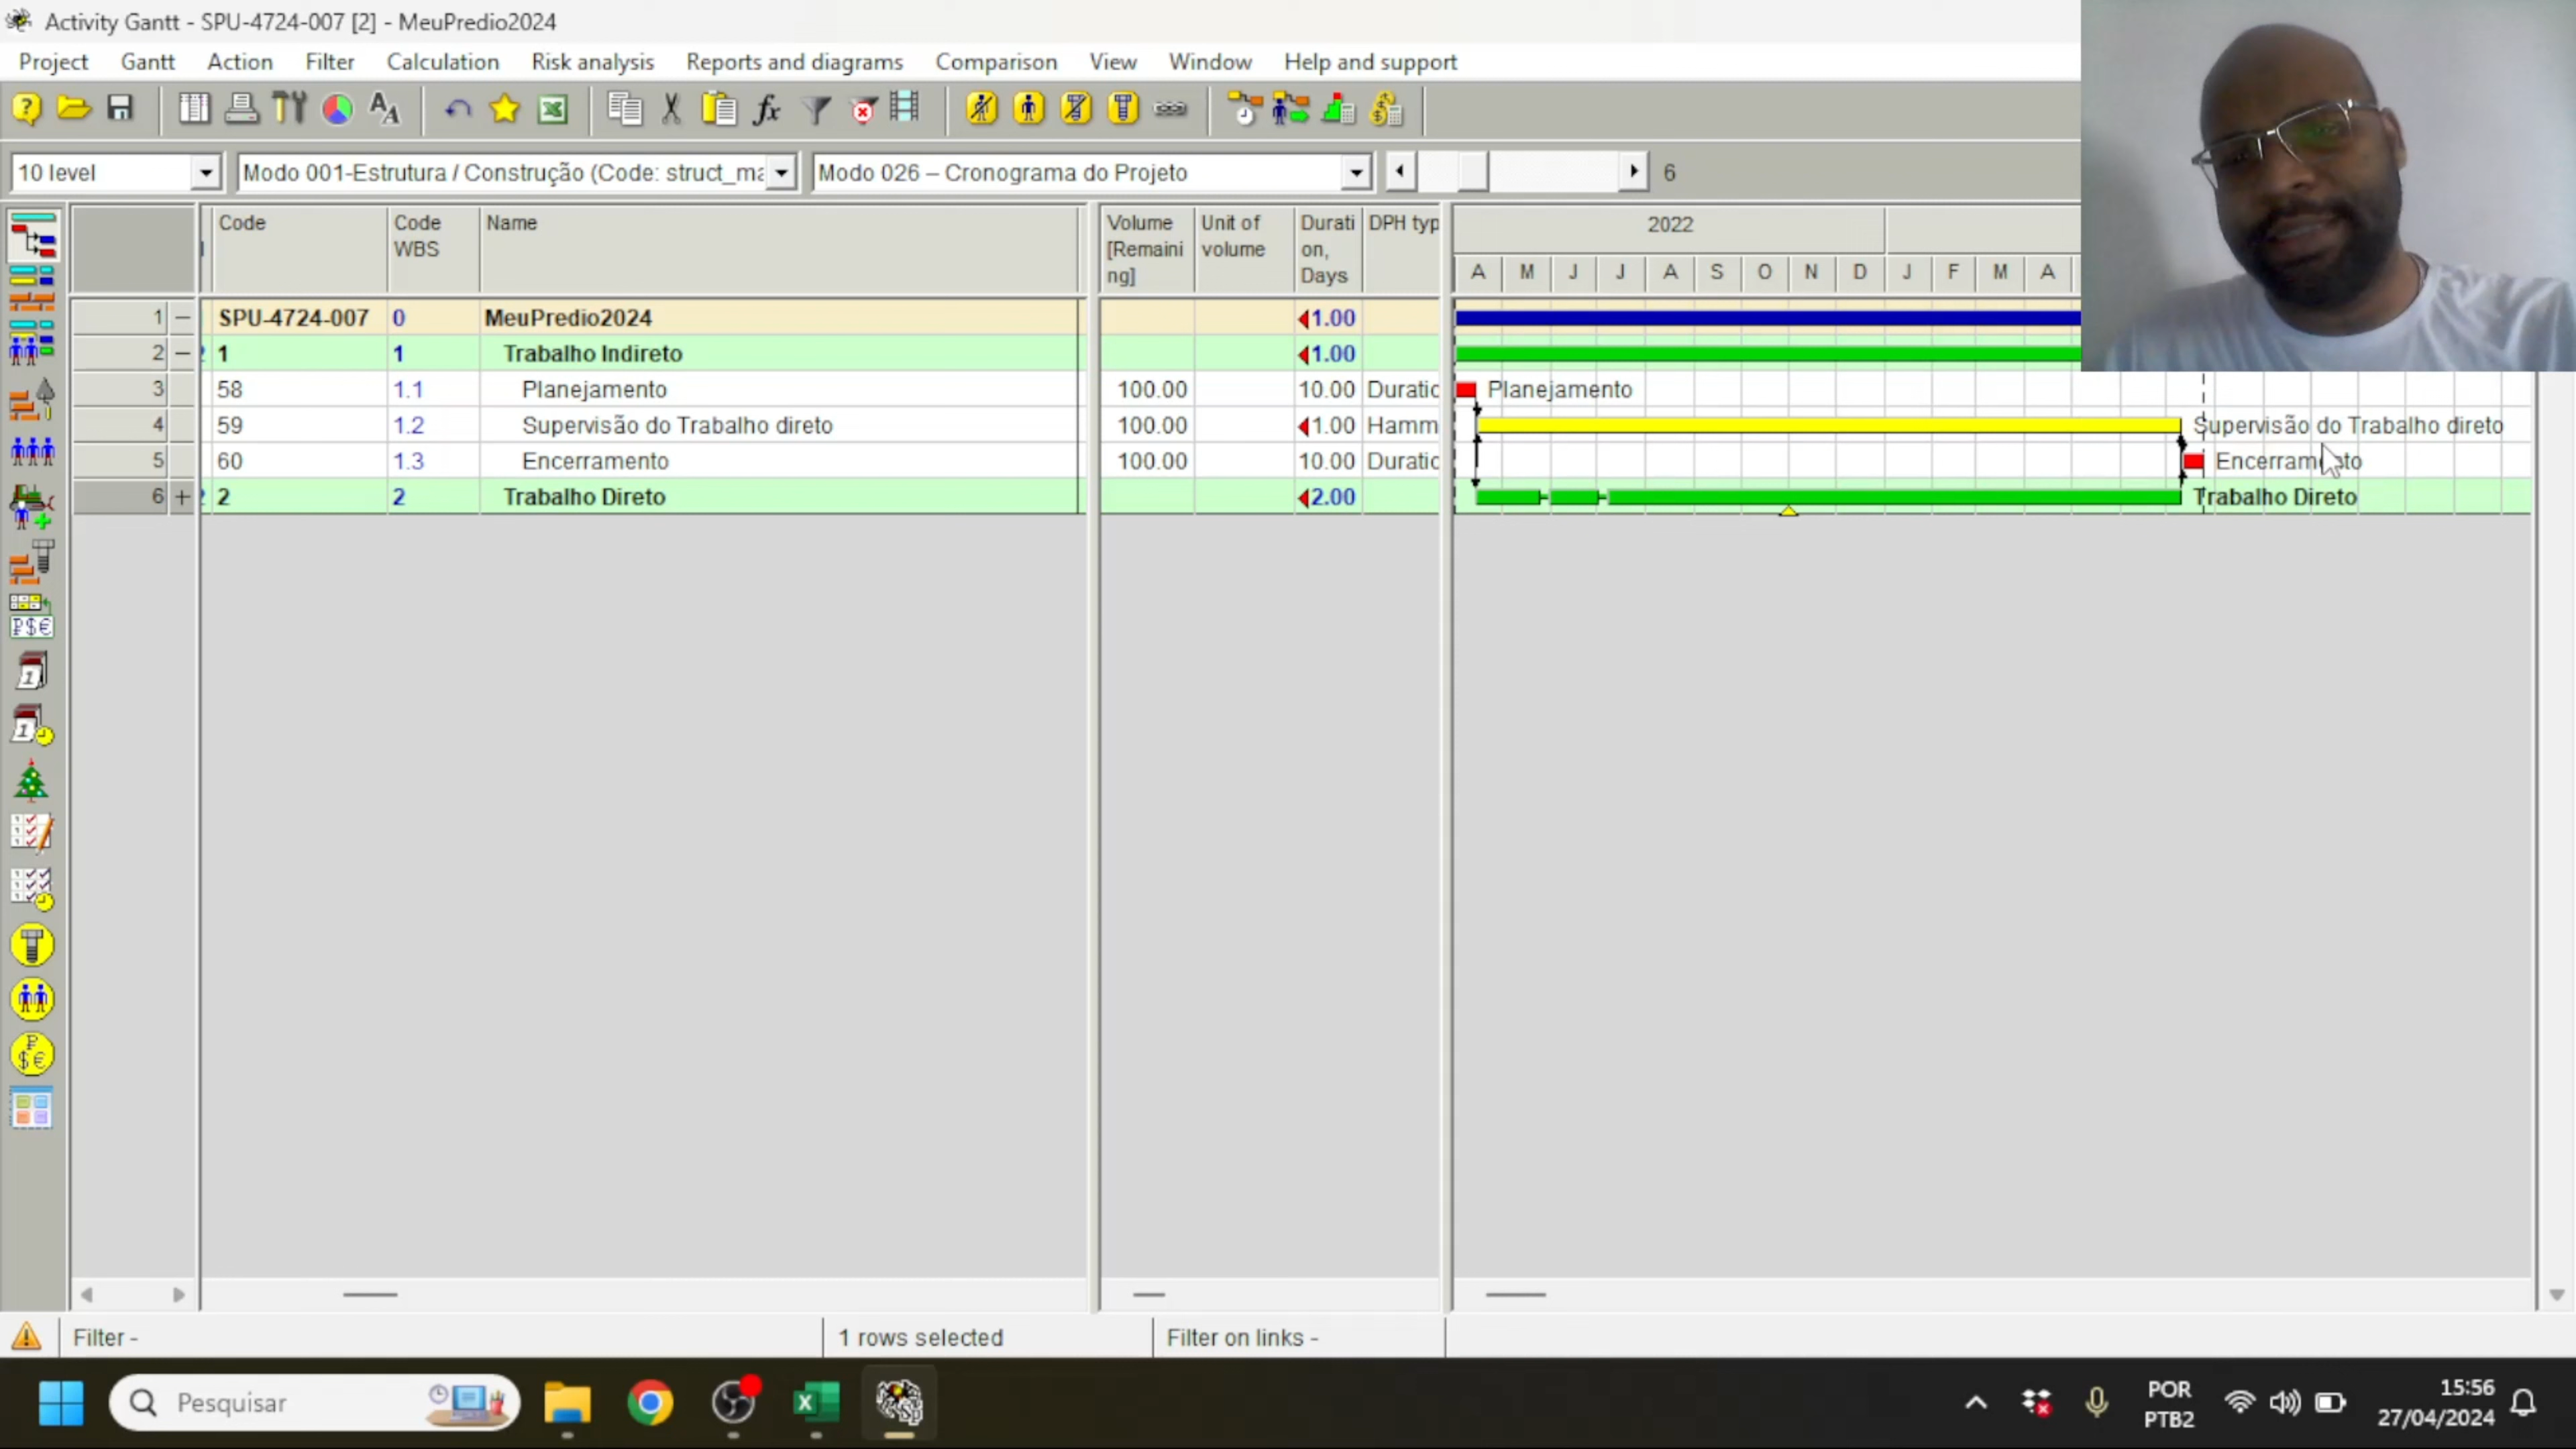 Activity Gantt - SPU-4724-007 [2] - MeuPredio2024
Project Gantt Action Filter Calculation Risk analysis Reports and diagrams Comparison View Window Help and support
10 level Modo 001-Estrutura / Construção (Code: struct_ma Modo 026 – Cronograma do Projeto 6
Code Code WBS Name Volume [Remaining] Unit of volume Duration, Days DPH typ 2022
A M J J A S O N D J F M A
1 SPU-4724-007 0 MeuPredio2024 1.00
2 1 1 Trabalho Indireto 1.00
3 58 1.1 Planejamento 100.00 10.00 Duratic Planejamento
4 59 1.2 Supervisão do Trabalho direto 100.00 1.00 Hamm Supervisão do Trabalho direto
5 60 1.3 Encerramento 100.00 10.00 Duratic Encerramento
6 2 2 Trabalho Direto 2.00 Trabalho Direto
Filter - 1 rows selected Filter on links -
Pesquisar
POR
PTB2
15:56
27/04/2024